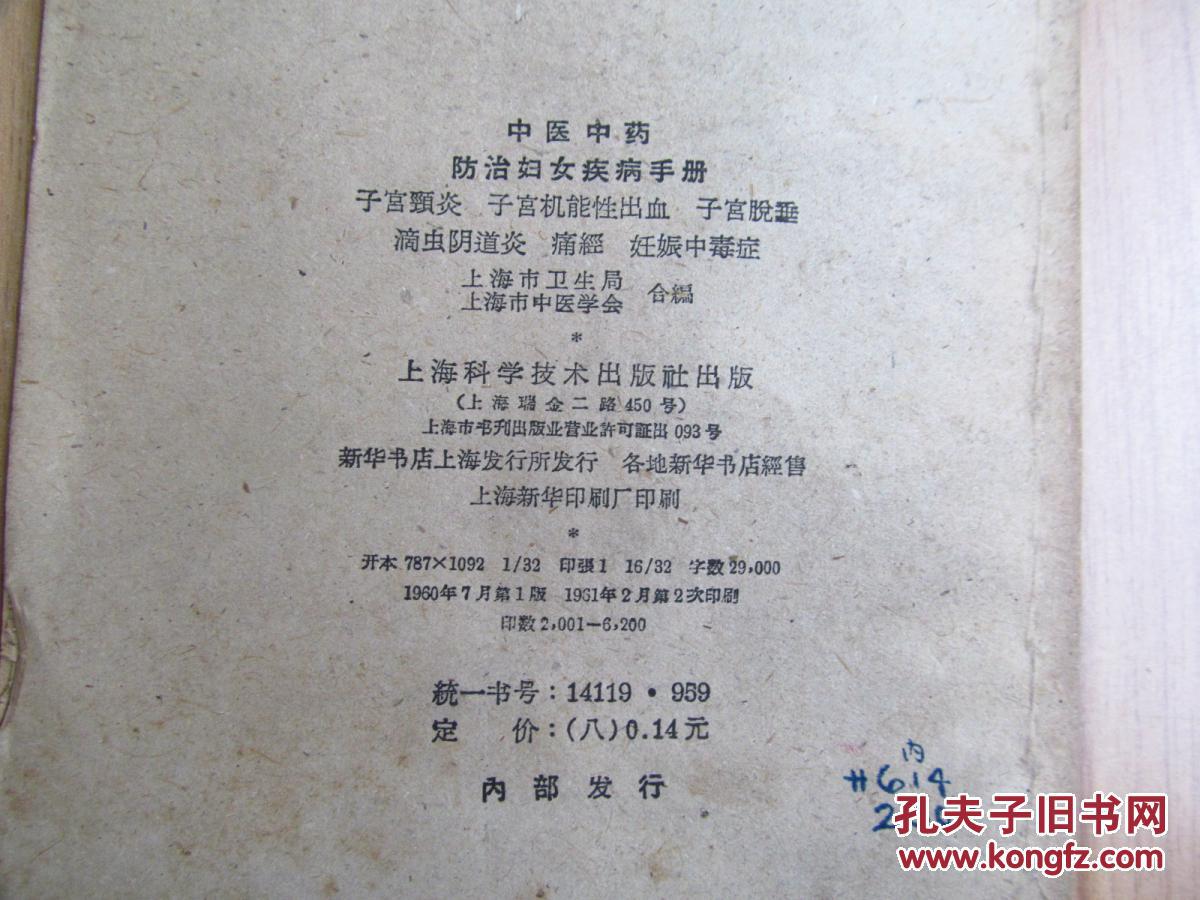 中医中药
防治妇女疾病手册
子宮頸炎 子宮机能性出血 子宮脫垂
滴虫阴道炎 痛經 妊娠中毒症
上海市卫生局
上海市中医学会 合編
*
上海科学技术出版社出版
(上海瑞金二路450号)
上海市书刊出版业营业許可証出093号
新华书店上海发行所发行 各地新华书店經售
上海新华印刷厂印刷
*
开本 787×1092 1/32 印張1 16/32 字数29,000
1960年7月第1版 1961年2月第2次印刷
印数2,001—6,200
統一书号:14119·959
定 价:(八)0.14元
內部发行
内
#614
孔夫子旧书网
www.kongfz.com